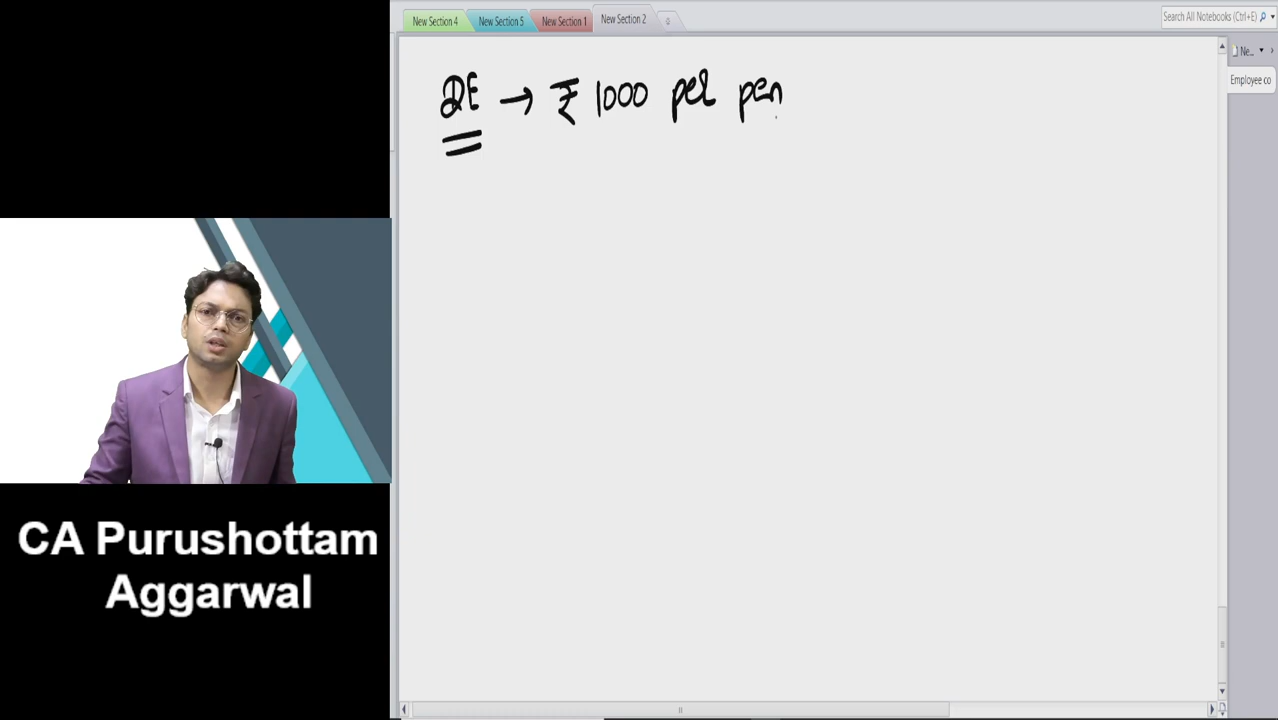 New Section 4
New Section 5
New Section 1
New Section 2
Search All Notebooks (Ctrl+E)
Ne...
Employee co
DE → ₹ 1000 per pen
CA Purushottam
Aggarwal